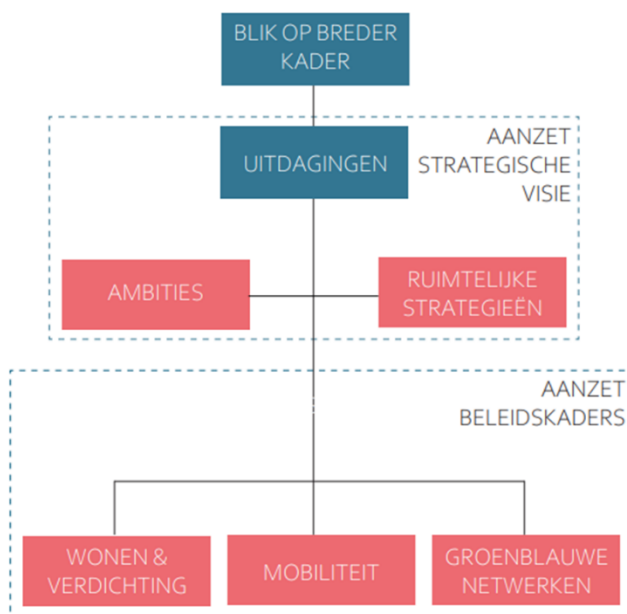 BLIK OP BREDER
KADER
UITDAGINGEN
AANZET
STRATEGISCHE
VISIE
AMBITIES
RUIMTELIJKE
STRATEGIEËN
AANZET
BELEIDSKADERS
WONEN &
VERDICHTING
MOBILITEIT
GROENBLAUWE
NETWERKEN